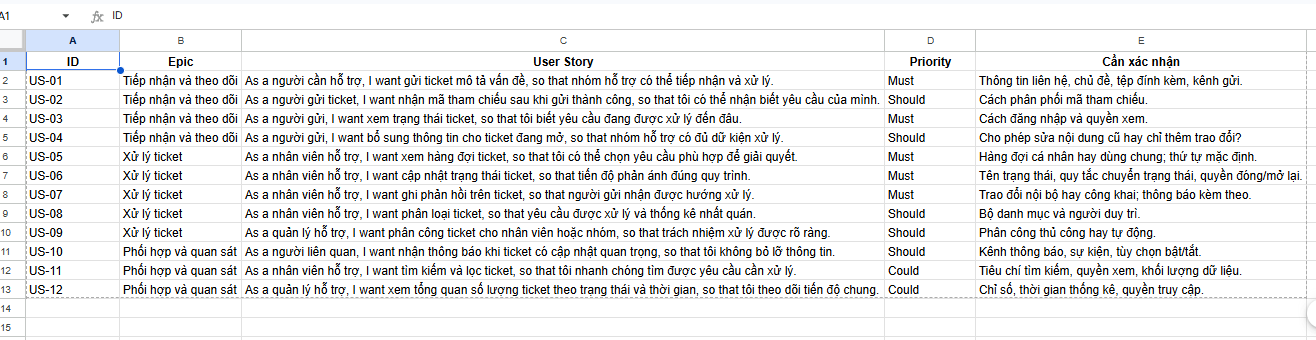 A1 fx ID
A B C D E
1 ID Epic User Story Priority Cần xác nhận
2 US-01 Tiếp nhận và theo dõi As a người cần hỗ trợ, I want gửi ticket mô tả vấn đề, so that nhóm hỗ trợ có thể tiếp nhận và xử lý. Must Thông tin liên hệ, chủ đề, tệp đính kèm, kênh gửi.
3 US-02 Tiếp nhận và theo dõi As a người gửi ticket, I want nhận mã tham chiếu sau khi gửi thành công, so that tôi có thể nhận biết yêu cầu của mình. Should Cách phân phối mã tham chiếu.
4 US-03 Tiếp nhận và theo dõi As a người gửi, I want xem trạng thái ticket, so that tôi biết yêu cầu đang được xử lý đến đâu. Must Cách đăng nhập và quyền xem.
5 US-04 Tiếp nhận và theo dõi As a người gửi, I want bổ sung thông tin cho ticket đang mở, so that nhóm hỗ trợ có đủ dữ kiện xử lý. Should Cho phép sửa nội dung cũ hay chỉ thêm trao đổi?
6 US-05 Xử lý ticket As a nhân viên hỗ trợ, I want xem hàng đợi ticket, so that tôi có thể chọn yêu cầu phù hợp để giải quyết. Must Hàng đợi cá nhân hay dùng chung; thứ tự mặc định.
7 US-06 Xử lý ticket As a nhân viên hỗ trợ, I want cập nhật trạng thái ticket, so that tiến độ phản ánh đúng quy trình. Must Tên trạng thái, quy tắc chuyển trạng thái, quyền đóng/mở lại.
8 US-07 Xử lý ticket As a nhân viên hỗ trợ, I want ghi phản hồi trên ticket, so that người gửi nhận được hướng xử lý. Must Trao đổi nội bộ hay công khai; thông báo kèm theo.
9 US-08 Xử lý ticket As a nhân viên hỗ trợ, I want phân loại ticket, so that yêu cầu được xử lý và thống kê nhất quán. Should Bộ danh mục và người duy trì.
10 US-09 Xử lý ticket As a quản lý hỗ trợ, I want phân công ticket cho nhân viên hoặc nhóm, so that trách nhiệm xử lý được rõ ràng. Should Phân công thủ công hay tự động.
11 US-10 Phối hợp và quan sát As a người liên quan, I want nhận thông báo khi ticket có cập nhật quan trọng, so that tôi không bỏ lỡ thông tin. Should Kênh thông báo, sự kiện, tùy chọn bật/tắt.
12 US-11 Phối hợp và quan sát As a nhân viên hỗ trợ, I want tìm kiếm và lọc ticket, so that tôi nhanh chóng tìm được yêu cầu cần xử lý. Could Tiêu chí tìm kiếm, quyền xem, khối lượng dữ liệu.
13 US-12 Phối hợp và quan sát As a quản lý hỗ trợ, I want xem tổng quan số lượng ticket theo trạng thái và thời gian, so that tôi theo dõi tiến độ chung. Could Chỉ số, thời gian thống kê, quyền truy cập.
14
15